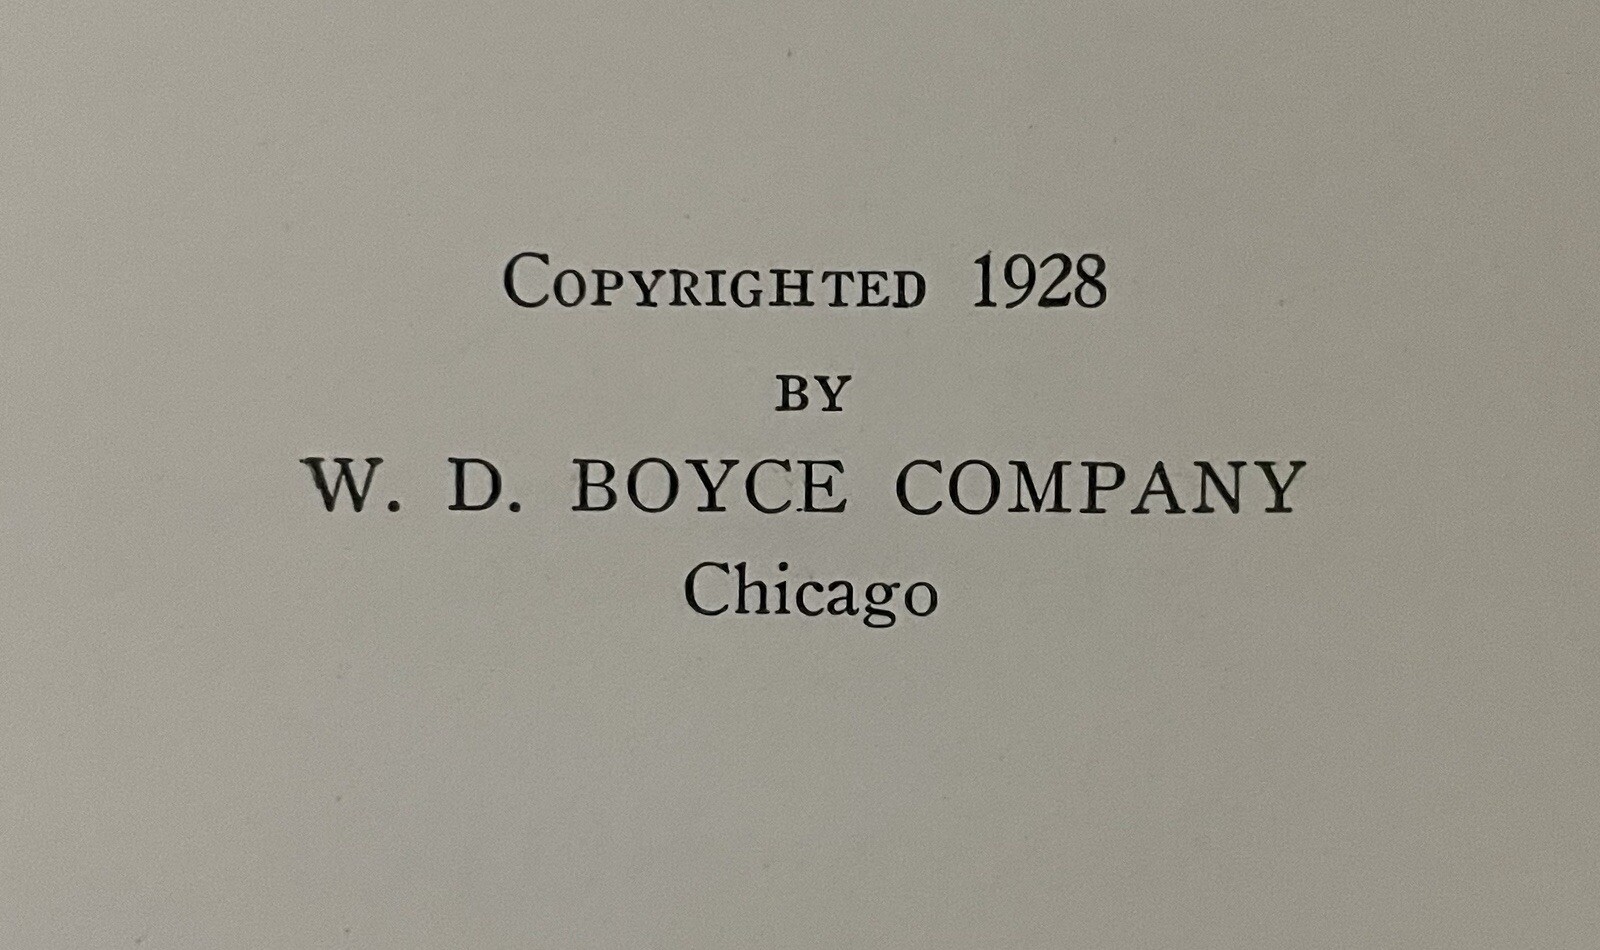 Copyrighted 1928
by
W. D. BOYCE COMPANY
Chicago